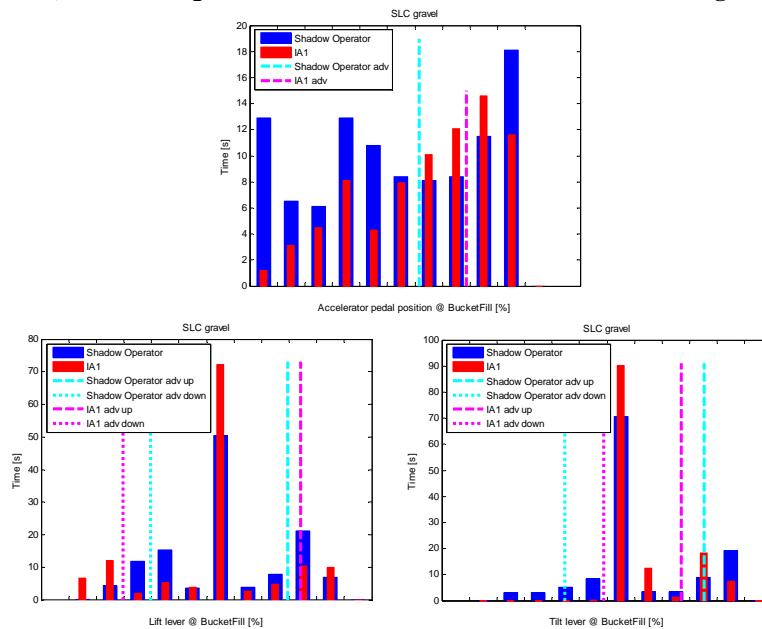 SLC gravel
Shadow Operator
IA1
Shadow Operator adv
IA1 adv
20
18
16
14
12
10
8
6
4
2
0
Time [s]
Accelerator pedal position @ BucketFill [%]
SLC gravel
Shadow Operator
IA1
Shadow Operator adv up
Shadow Operator adv down
IA1 adv up
IA1 adv down
80
70
60
50
40
30
20
10
0
Time [s]
Lift lever @ BucketFill [%]
SLC gravel
Shadow Operator
IA1
Shadow Operator adv up
Shadow Operator adv down
IA1 adv up
IA1 adv down
100
90
80
70
60
50
40
30
20
10
0
Time [s]
Tilt lever @ BucketFill [%]